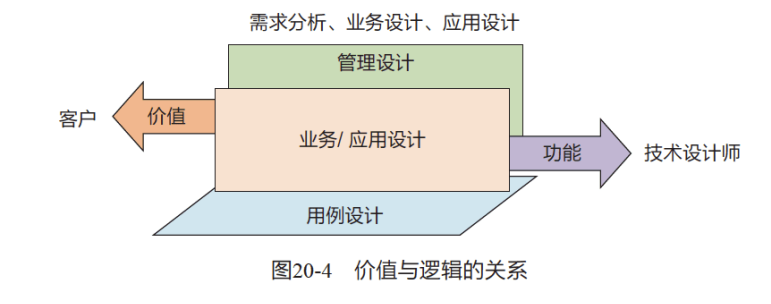 需求分析、业务设计、应用设计
管理设计
客户
价值
业务/ 应用设计
功能
技术设计师
用例设计
图20-4 价值与逻辑的关系